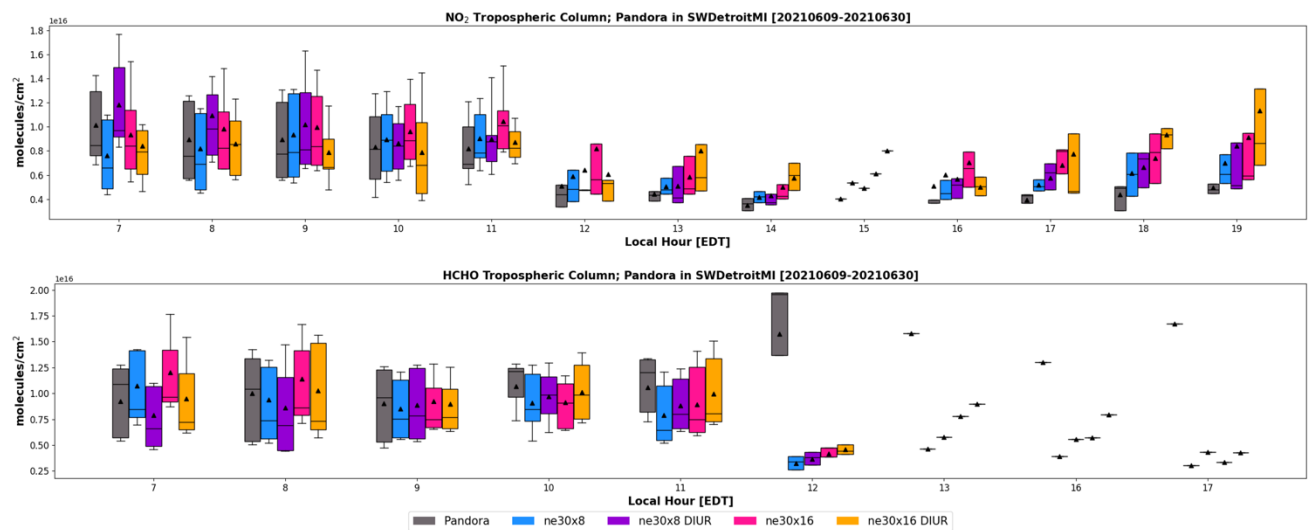 NO₂ Tropospheric Column; Pandora in SWDetroitMI [20210609-20210630]
1e16
1.8
1.6
1.4
1.2
1.0
0.8
0.6
0.4
molecules/cm²
7 8 9 10 11 12 13 14 15 16 17 18 19
Local Hour [EDT]
HCHO Tropospheric Column; Pandora in SWDetroitMI [20210609-20210630]
1e16
2.00
1.75
1.50
1.25
1.00
0.75
0.50
0.25
molecules/cm²
7 8 9 10 11 12 13 16 17
Local Hour [EDT]
Pandora ne30x8 ne30x8 DIUR ne30x16 ne30x16 DIUR